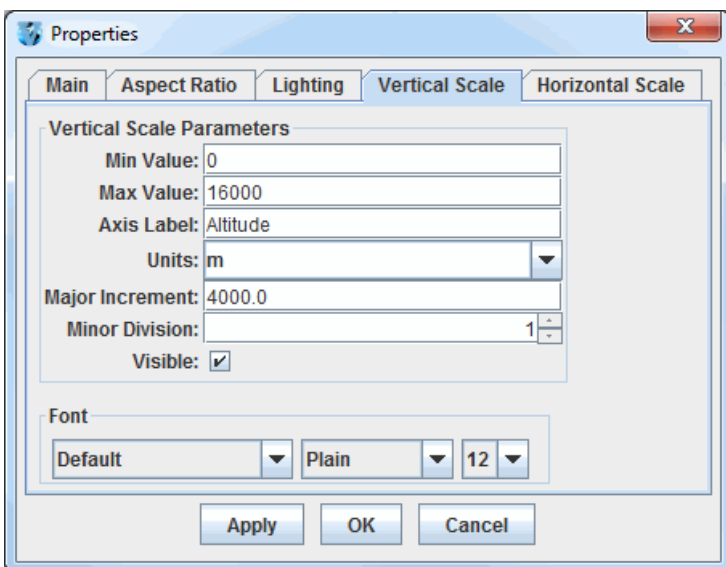 Properties
Main Aspect Ratio Lighting Vertical Scale Horizontal Scale
Vertical Scale Parameters
Min Value: 0
Max Value: 16000
Axis Label: Altitude
Units: m
Major Increment: 4000.0
Minor Division: 1
Visible:
Font
Default Plain 12
Apply OK Cancel